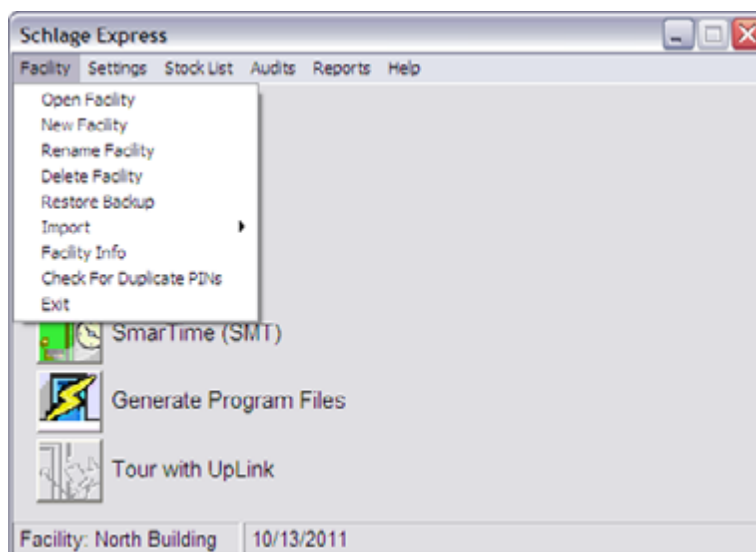 Schlage Express
Facility Settings Stock List Audits Reports Help
Open Facility
New Facility
Rename Facility
Delete Facility
Restore Backup
Import
Facility Info
Check For Duplicate PINs
Exit
SmarTime (SMT)
Generate Program Files
Tour with UpLink
Facility: North Building 10/13/2011